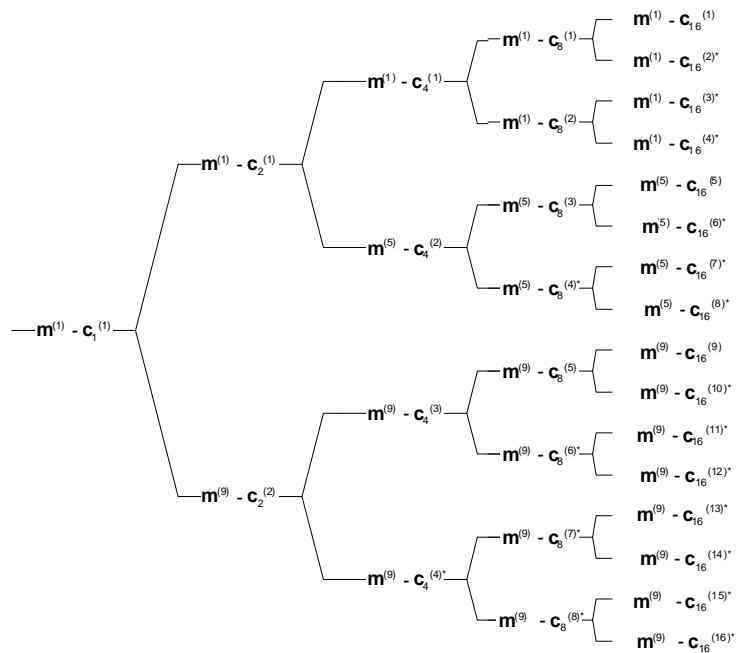 m(1) - c16(1)
m(1) - c8(1)
m(1) - c16(2)*
m(1) - c4(1)
m(1) - c16(3)*
m(1) - c8(2)
m(1) - c16(4)*
m(1) - c2(1)
m(5) - c16(5)
m(5) - c8(3)
m(5) - c16(6)*
m(5) - c4(2)
m(5) - c16(7)*
m(5) - c8(4)*
m(5) - c16(8)*
m(1) - c1(1)
m(9) - c16(9)
m(9) - c8(5)
m(9) - c16(10)*
m(9) - c4(3)
m(9) - c16(11)*
m(9) - c8(6)*
m(9) - c16(12)*
m(9) - c2(2)
m(9) - c16(13)*
m(9) - c8(7)*
m(9) - c16(14)*
m(9) - c4(4)*
m(9) - c16(15)*
m(9) - c8(8)*
m(9) - c16(16)*